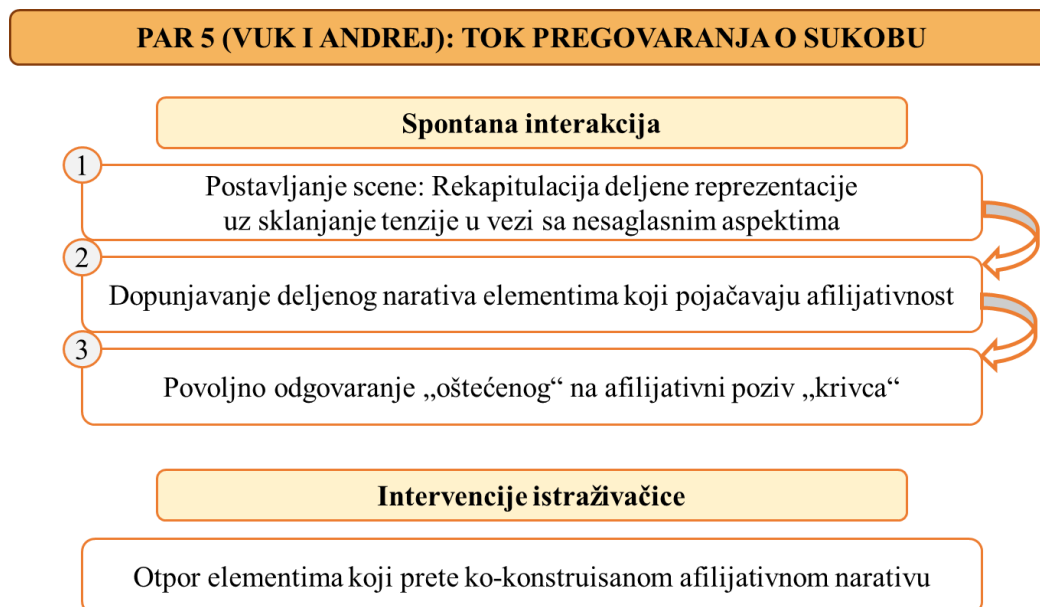 PAR 5 (VUK I ANDREJ): TOK PREGOVARANJA O SUKOBU
Spontana interakcija
1
Postavljanje scene: Rekapitulacija deljene reprezentacije
uz sklanjanje tenzije u vezi sa nesaglasnim aspektima
2
Dopunjavanje deljenog narativa elementima koji pojačavaju afilijativnost
3
Povoljno odgovaranje „oštećenog“ na afilijativni poziv „krivca“
Intervencije istraživačice
Otpor elementima koji prete ko-konstruisanom afilijativnom narativu